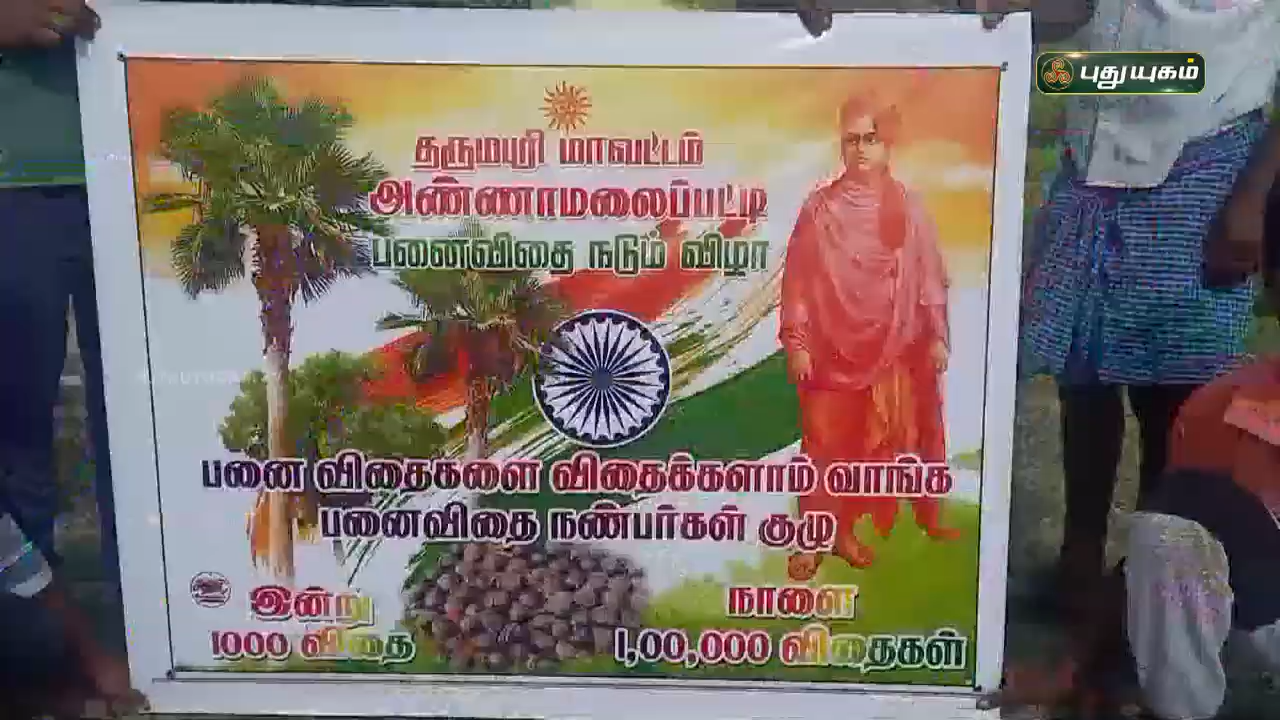 புதுயுகம்
தருமபுரி மாவட்டம்
அண்ணாமலைப்பட்டி
பனைவிதை நடும் விழா
பனை விதைகளை விதைக்களாம் வாங்க
பனைவிதை நண்பர்கள் குழு
இன்று
1000 விதை
நாளை
1,00,000 விதைகள்